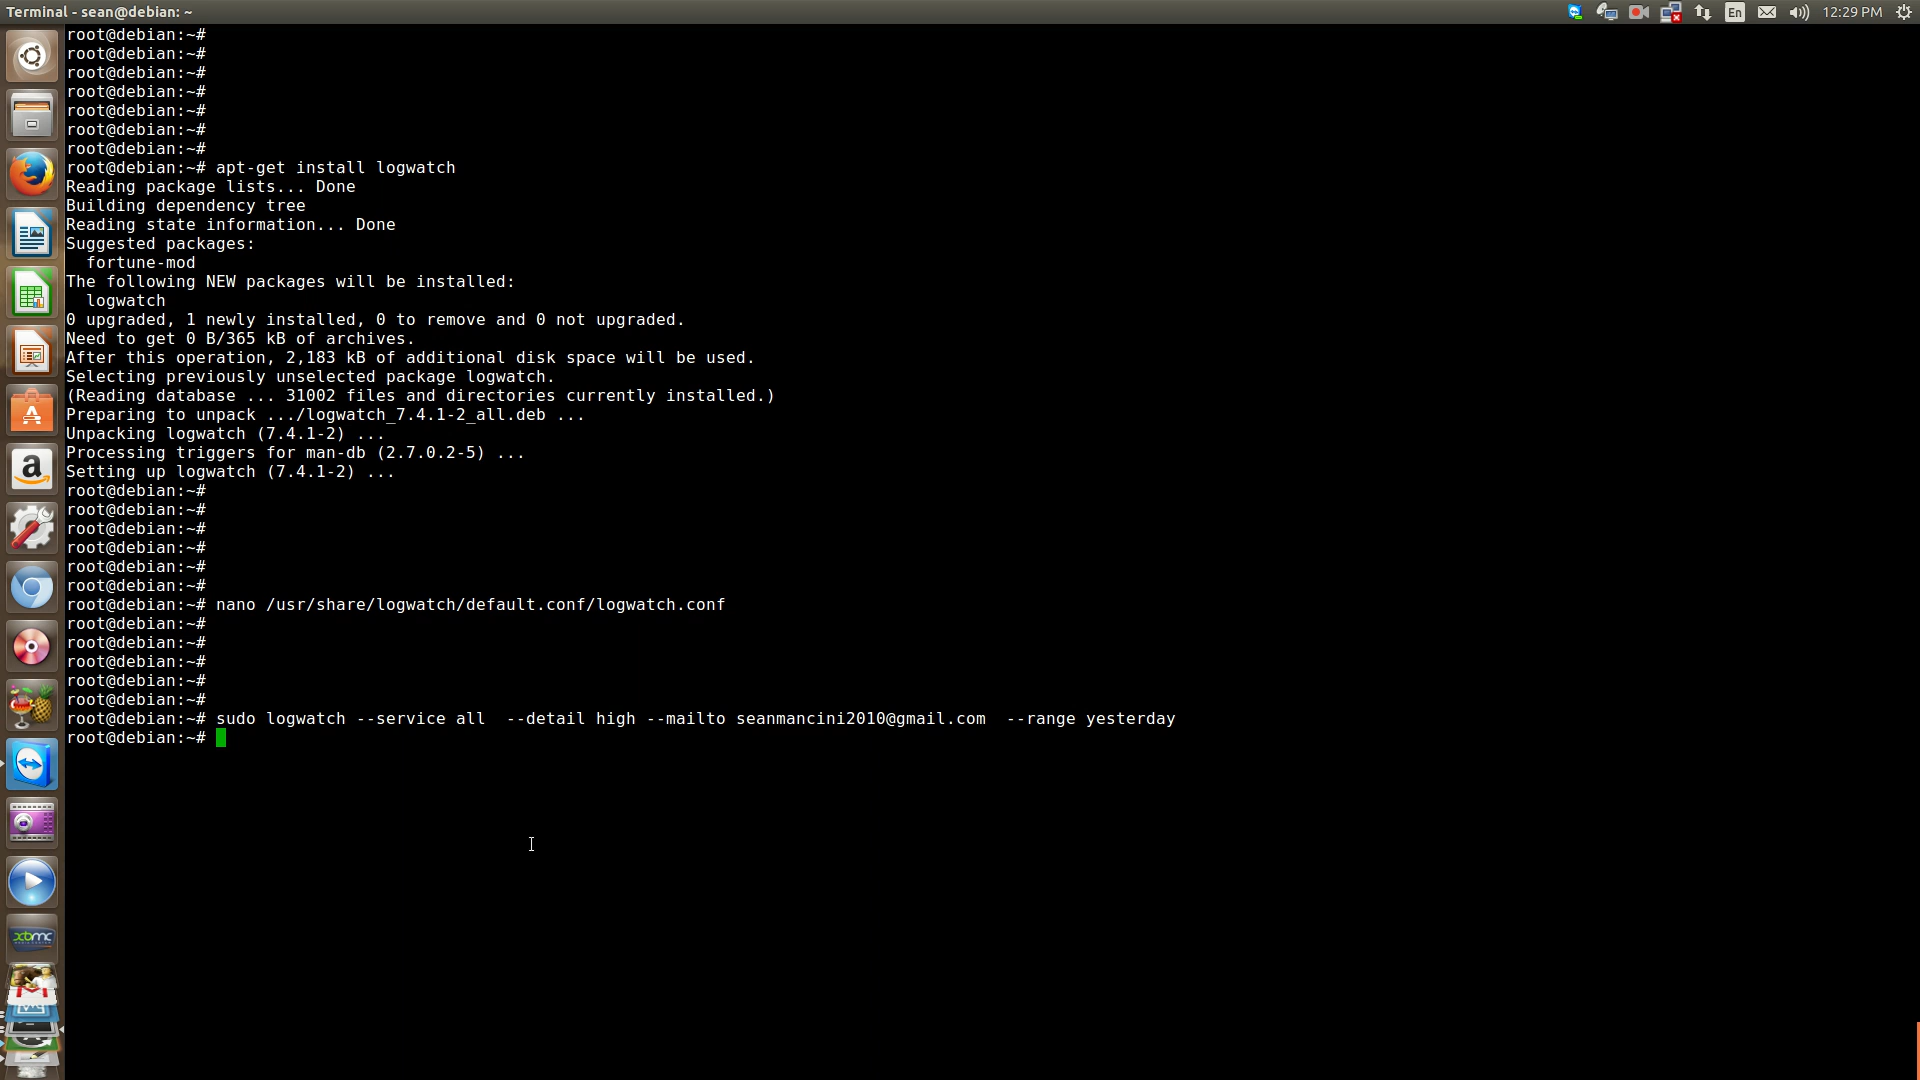 Terminal - sean@debian: ~
En
12:29 PM
root@debian:~#
root@debian:~#
root@debian:~#
root@debian:~#
root@debian:~#
root@debian:~#
root@debian:~#
root@debian:~# apt-get install logwatch
Reading package lists... Done
Building dependency tree
Reading state information... Done
Suggested packages:
  fortune-mod
The following NEW packages will be installed:
  logwatch
0 upgraded, 1 newly installed, 0 to remove and 0 not upgraded.
Need to get 0 B/365 kB of archives.
After this operation, 2,183 kB of additional disk space will be used.
Selecting previously unselected package logwatch.
(Reading database ... 31002 files and directories currently installed.)
Preparing to unpack .../logwatch_7.4.1-2_all.deb ...
Unpacking logwatch (7.4.1-2) ...
Processing triggers for man-db (2.7.0.2-5) ...
Setting up logwatch (7.4.1-2) ...
root@debian:~#
root@debian:~#
root@debian:~#
root@debian:~#
root@debian:~#
root@debian:~#
root@debian:~# nano /usr/share/logwatch/default.conf/logwatch.conf
root@debian:~#
root@debian:~#
root@debian:~#
root@debian:~#
root@debian:~#
root@debian:~# sudo logwatch --service all  --detail high --mailto seanmancini2010@gmail.com  --range yesterday
root@debian:~#
a
xbmc